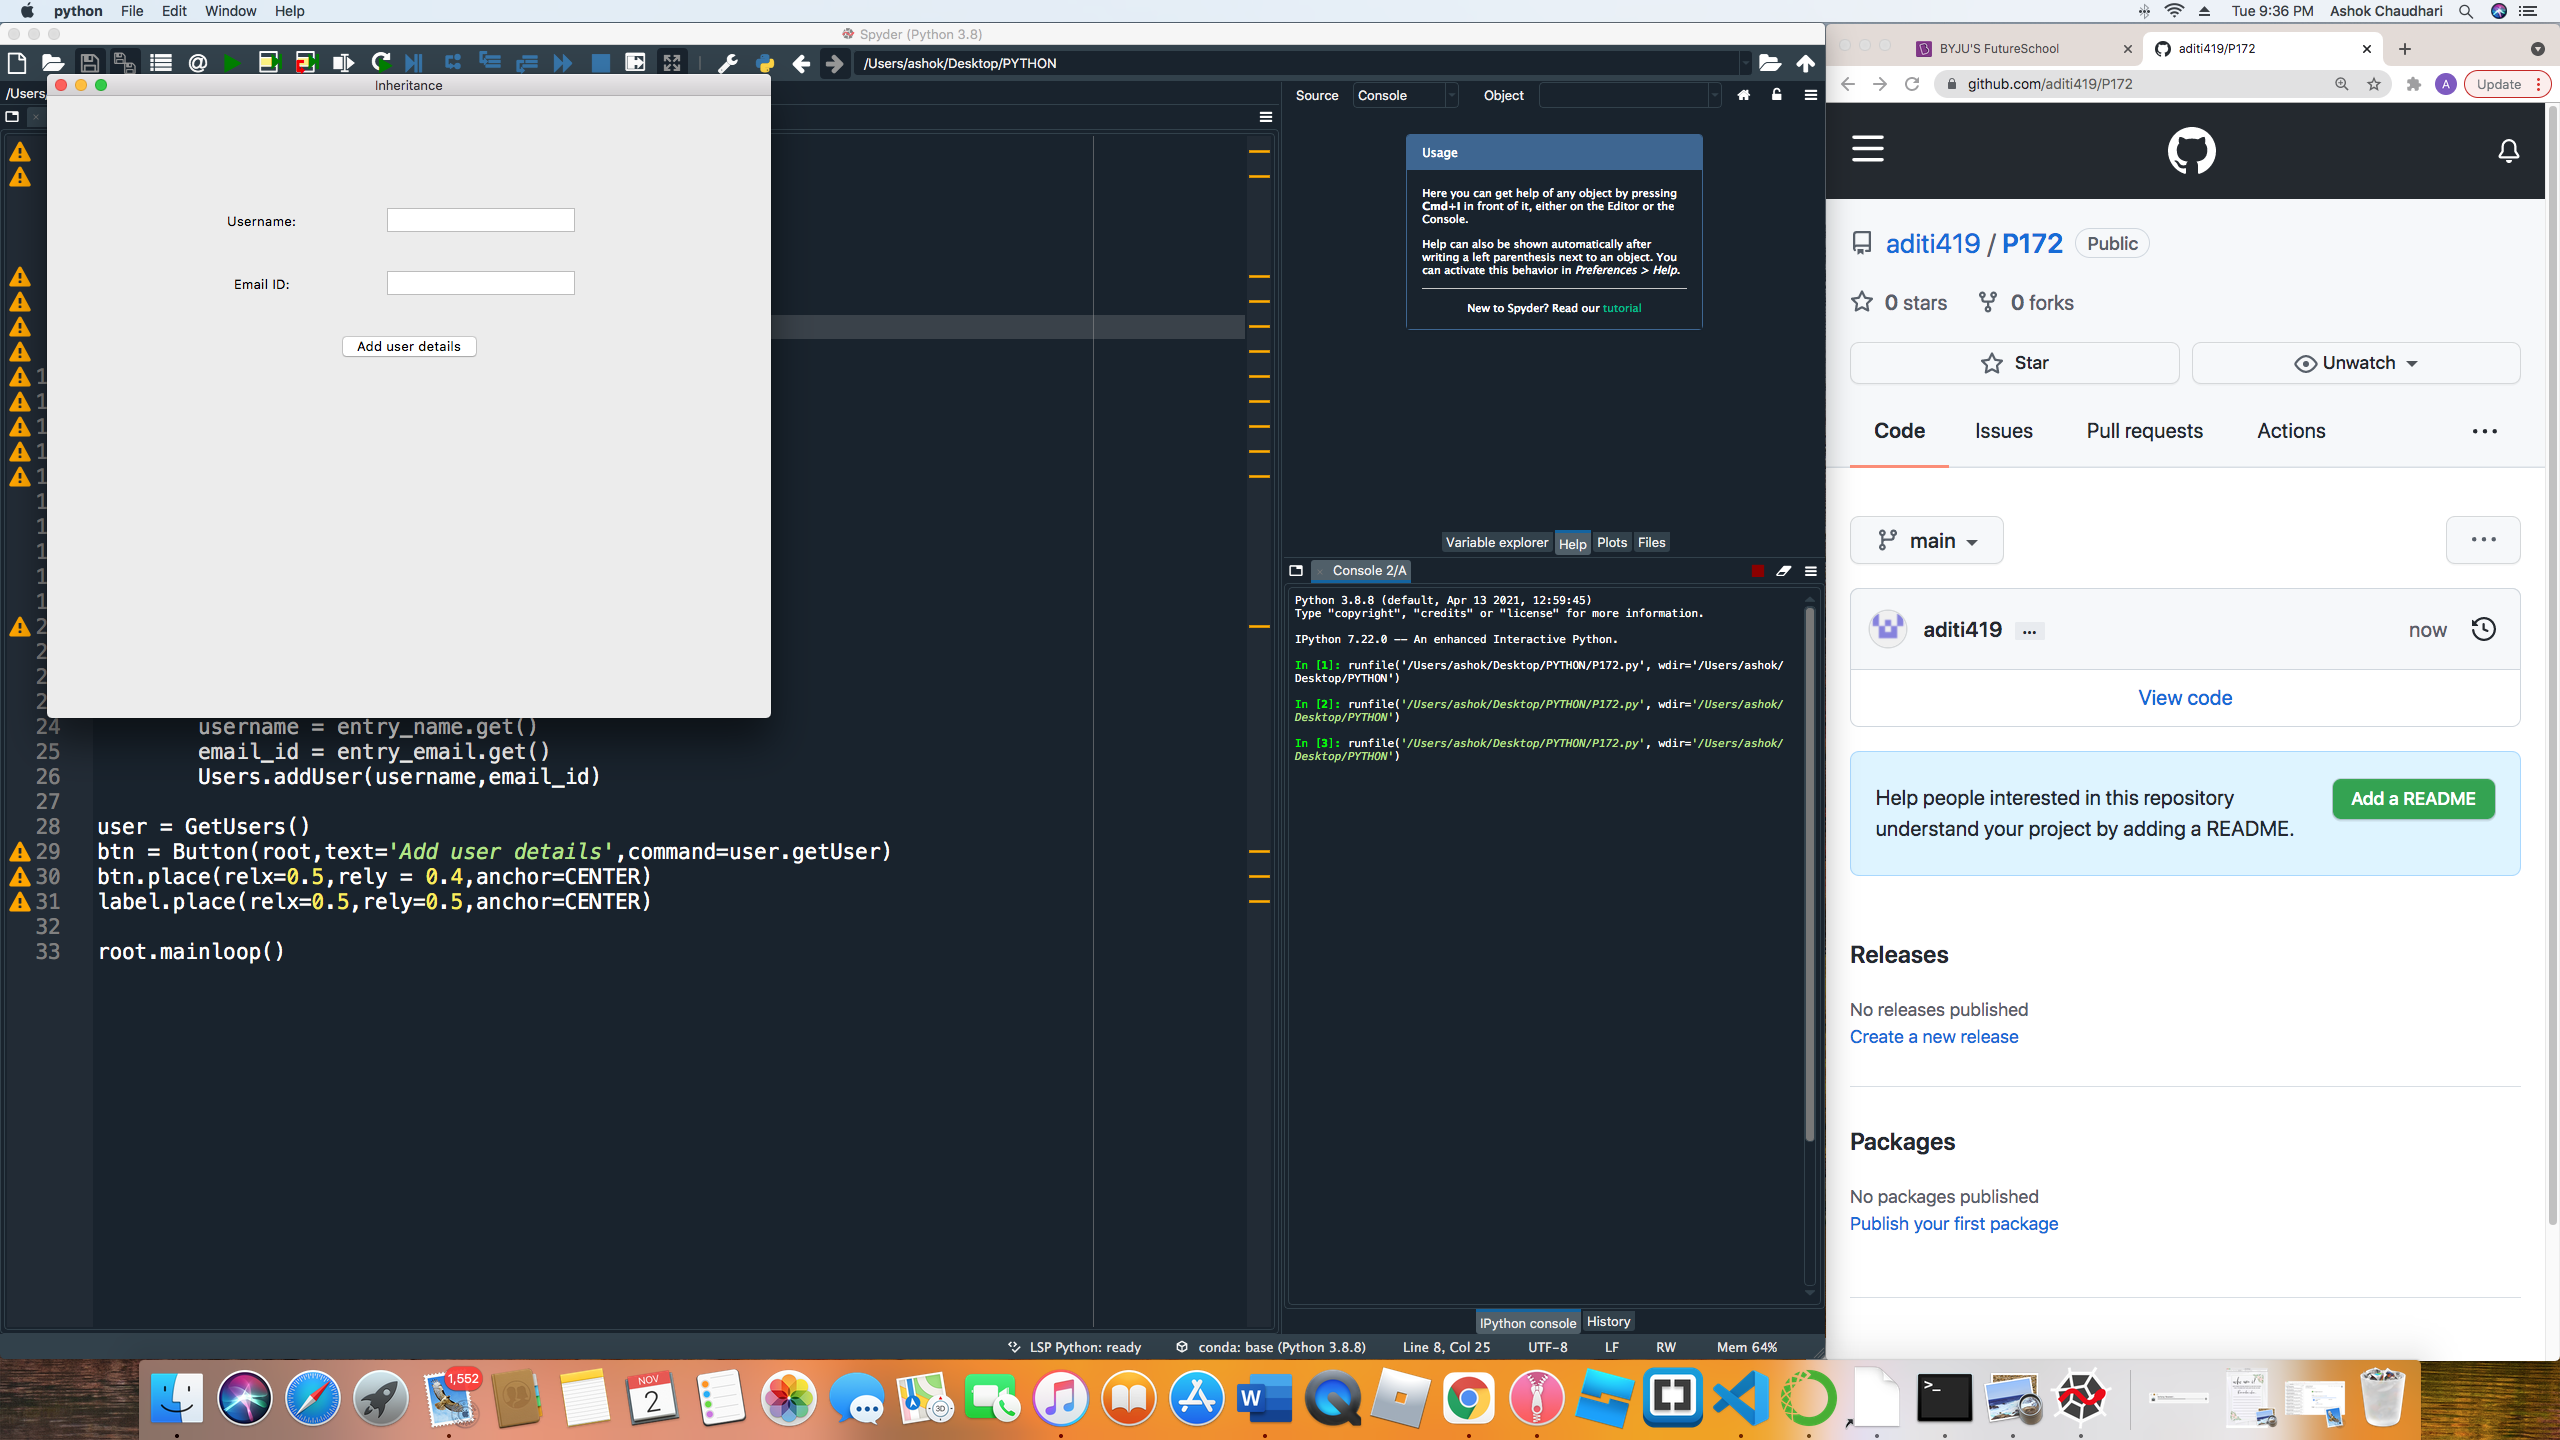 python File Edit Window Help
Tue 9:36 PM Ashok Chaudhari
Spyder (Python 3.8)
/Users/ashok/Desktop/PYTHON
/Users
Inheritance
Username:
Email ID:
Add user details
24 username = entry_name.get()
25 email_id = entry_email.get()
26 Users.addUser(username,email_id)
27
28 user = GetUsers()
29 btn = Button(root,text='Add user details',command=user.getUser)
30 btn.place(relx=0.5,rely = 0.4,anchor=CENTER)
31 label.place(relx=0.5,rely=0.5,anchor=CENTER)
32
33 root.mainloop()
Source Console Object
Usage
Here you can get help of any object by pressing
Cmd+I in front of it, either on the Editor or the
Console.
Help can also be shown automatically after
writing a left parenthesis next to an object. You
can activate this behavior in Preferences > Help.
New to Spyder? Read our tutorial
Variable explorer Help Plots Files
Console 2/A
Python 3.8.8 (default, Apr 13 2021, 12:59:45)
Type "copyright", "credits" or "license" for more information.
IPython 7.22.0 -- An enhanced Interactive Python.
In [1]: runfile('/Users/ashok/Desktop/PYTHON/P172.py', wdir='/Users/ashok/
Desktop/PYTHON')
In [2]: runfile('/Users/ashok/Desktop/PYTHON/P172.py', wdir='/Users/ashok/
Desktop/PYTHON')
In [3]: runfile('/Users/ashok/Desktop/PYTHON/P172.py', wdir='/Users/ashok/
Desktop/PYTHON')
IPython console History
LSP Python: ready conda: base (Python 3.8.8) Line 8, Col 25 UTF-8 LF RW Mem 64%
BYJU'S FutureSchool
aditi419/P172
github.com/aditi419/P172
A
Update
aditi419 / P172 Public
0 stars 0 forks
Star
Unwatch
Code Issues Pull requests Actions
main
aditi419 ... now
View code
Help people interested in this repository
understand your project by adding a README.
Add a README
Releases
No releases published
Create a new release
Packages
No packages published
Publish your first package
1,552
NOV
2
3D
W
>_